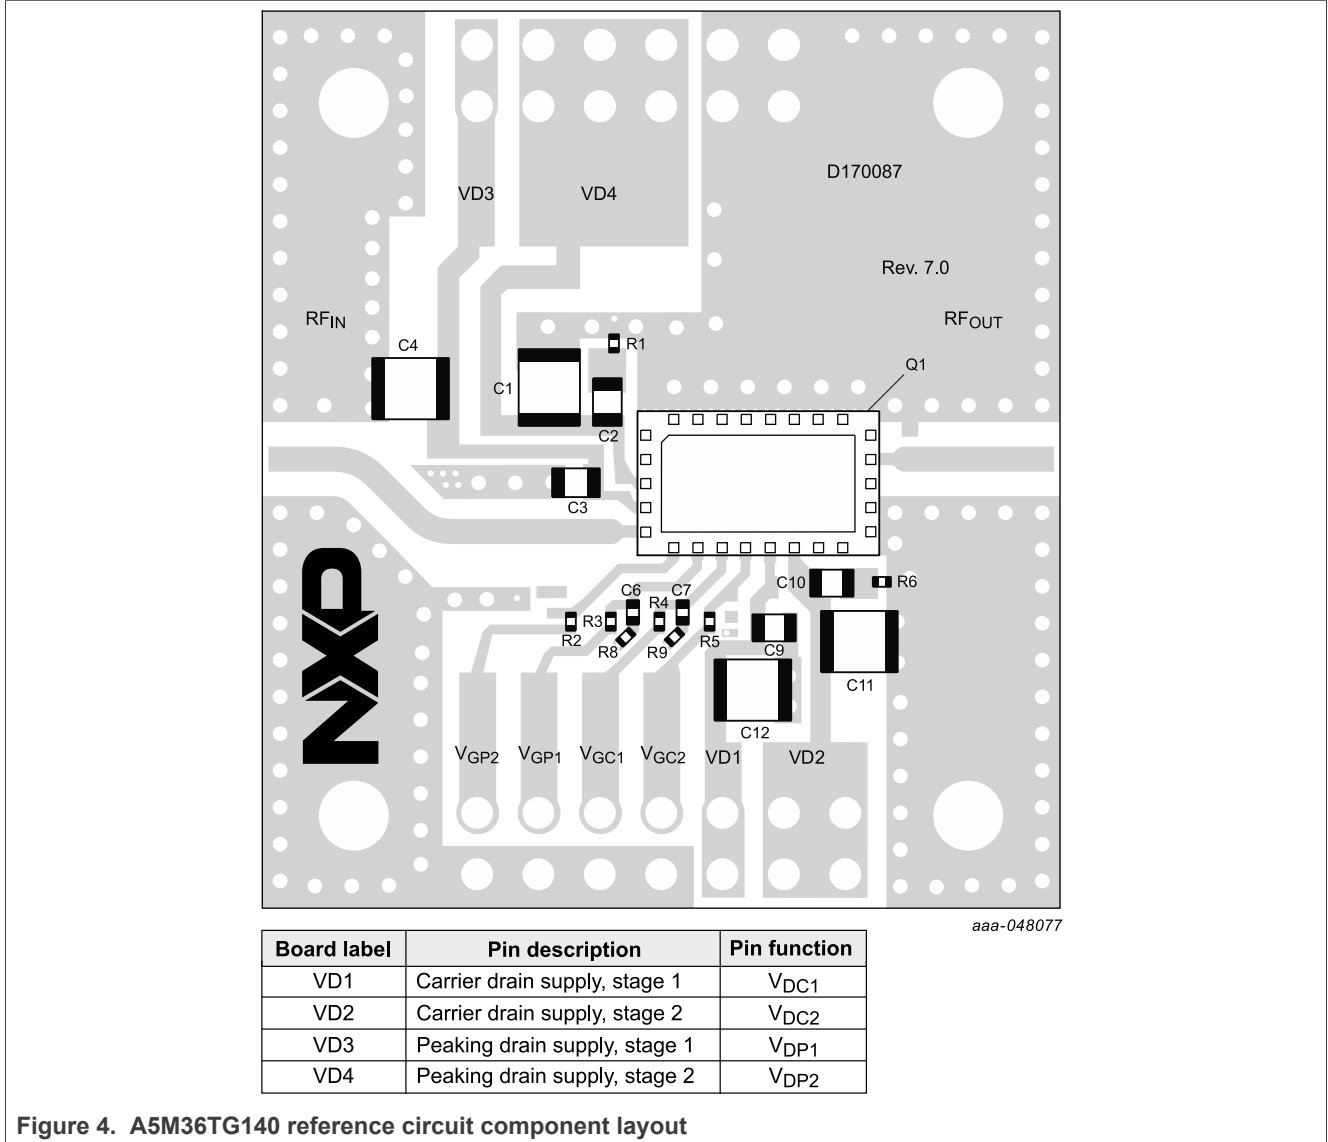 D170087
VD3
VD4
Rev. 7.0
RFIN
RFOUT
C4
R1
Q1
C1
C2
C3
NXP
C10
R6
C6
C7
R4
R3
R2
R8
R9
R5
C9
C11
C12
VGP2
VGP1
VGC1
VGC2
VD1
VD2
aaa-048077
Board label Pin description Pin function
VD1 Carrier drain supply, stage 1 VDC1
VD2 Carrier drain supply, stage 2 VDC2
VD3 Peaking drain supply, stage 1 VDP1
VD4 Peaking drain supply, stage 2 VDP2
Figure 4. A5M36TG140 reference circuit component layout